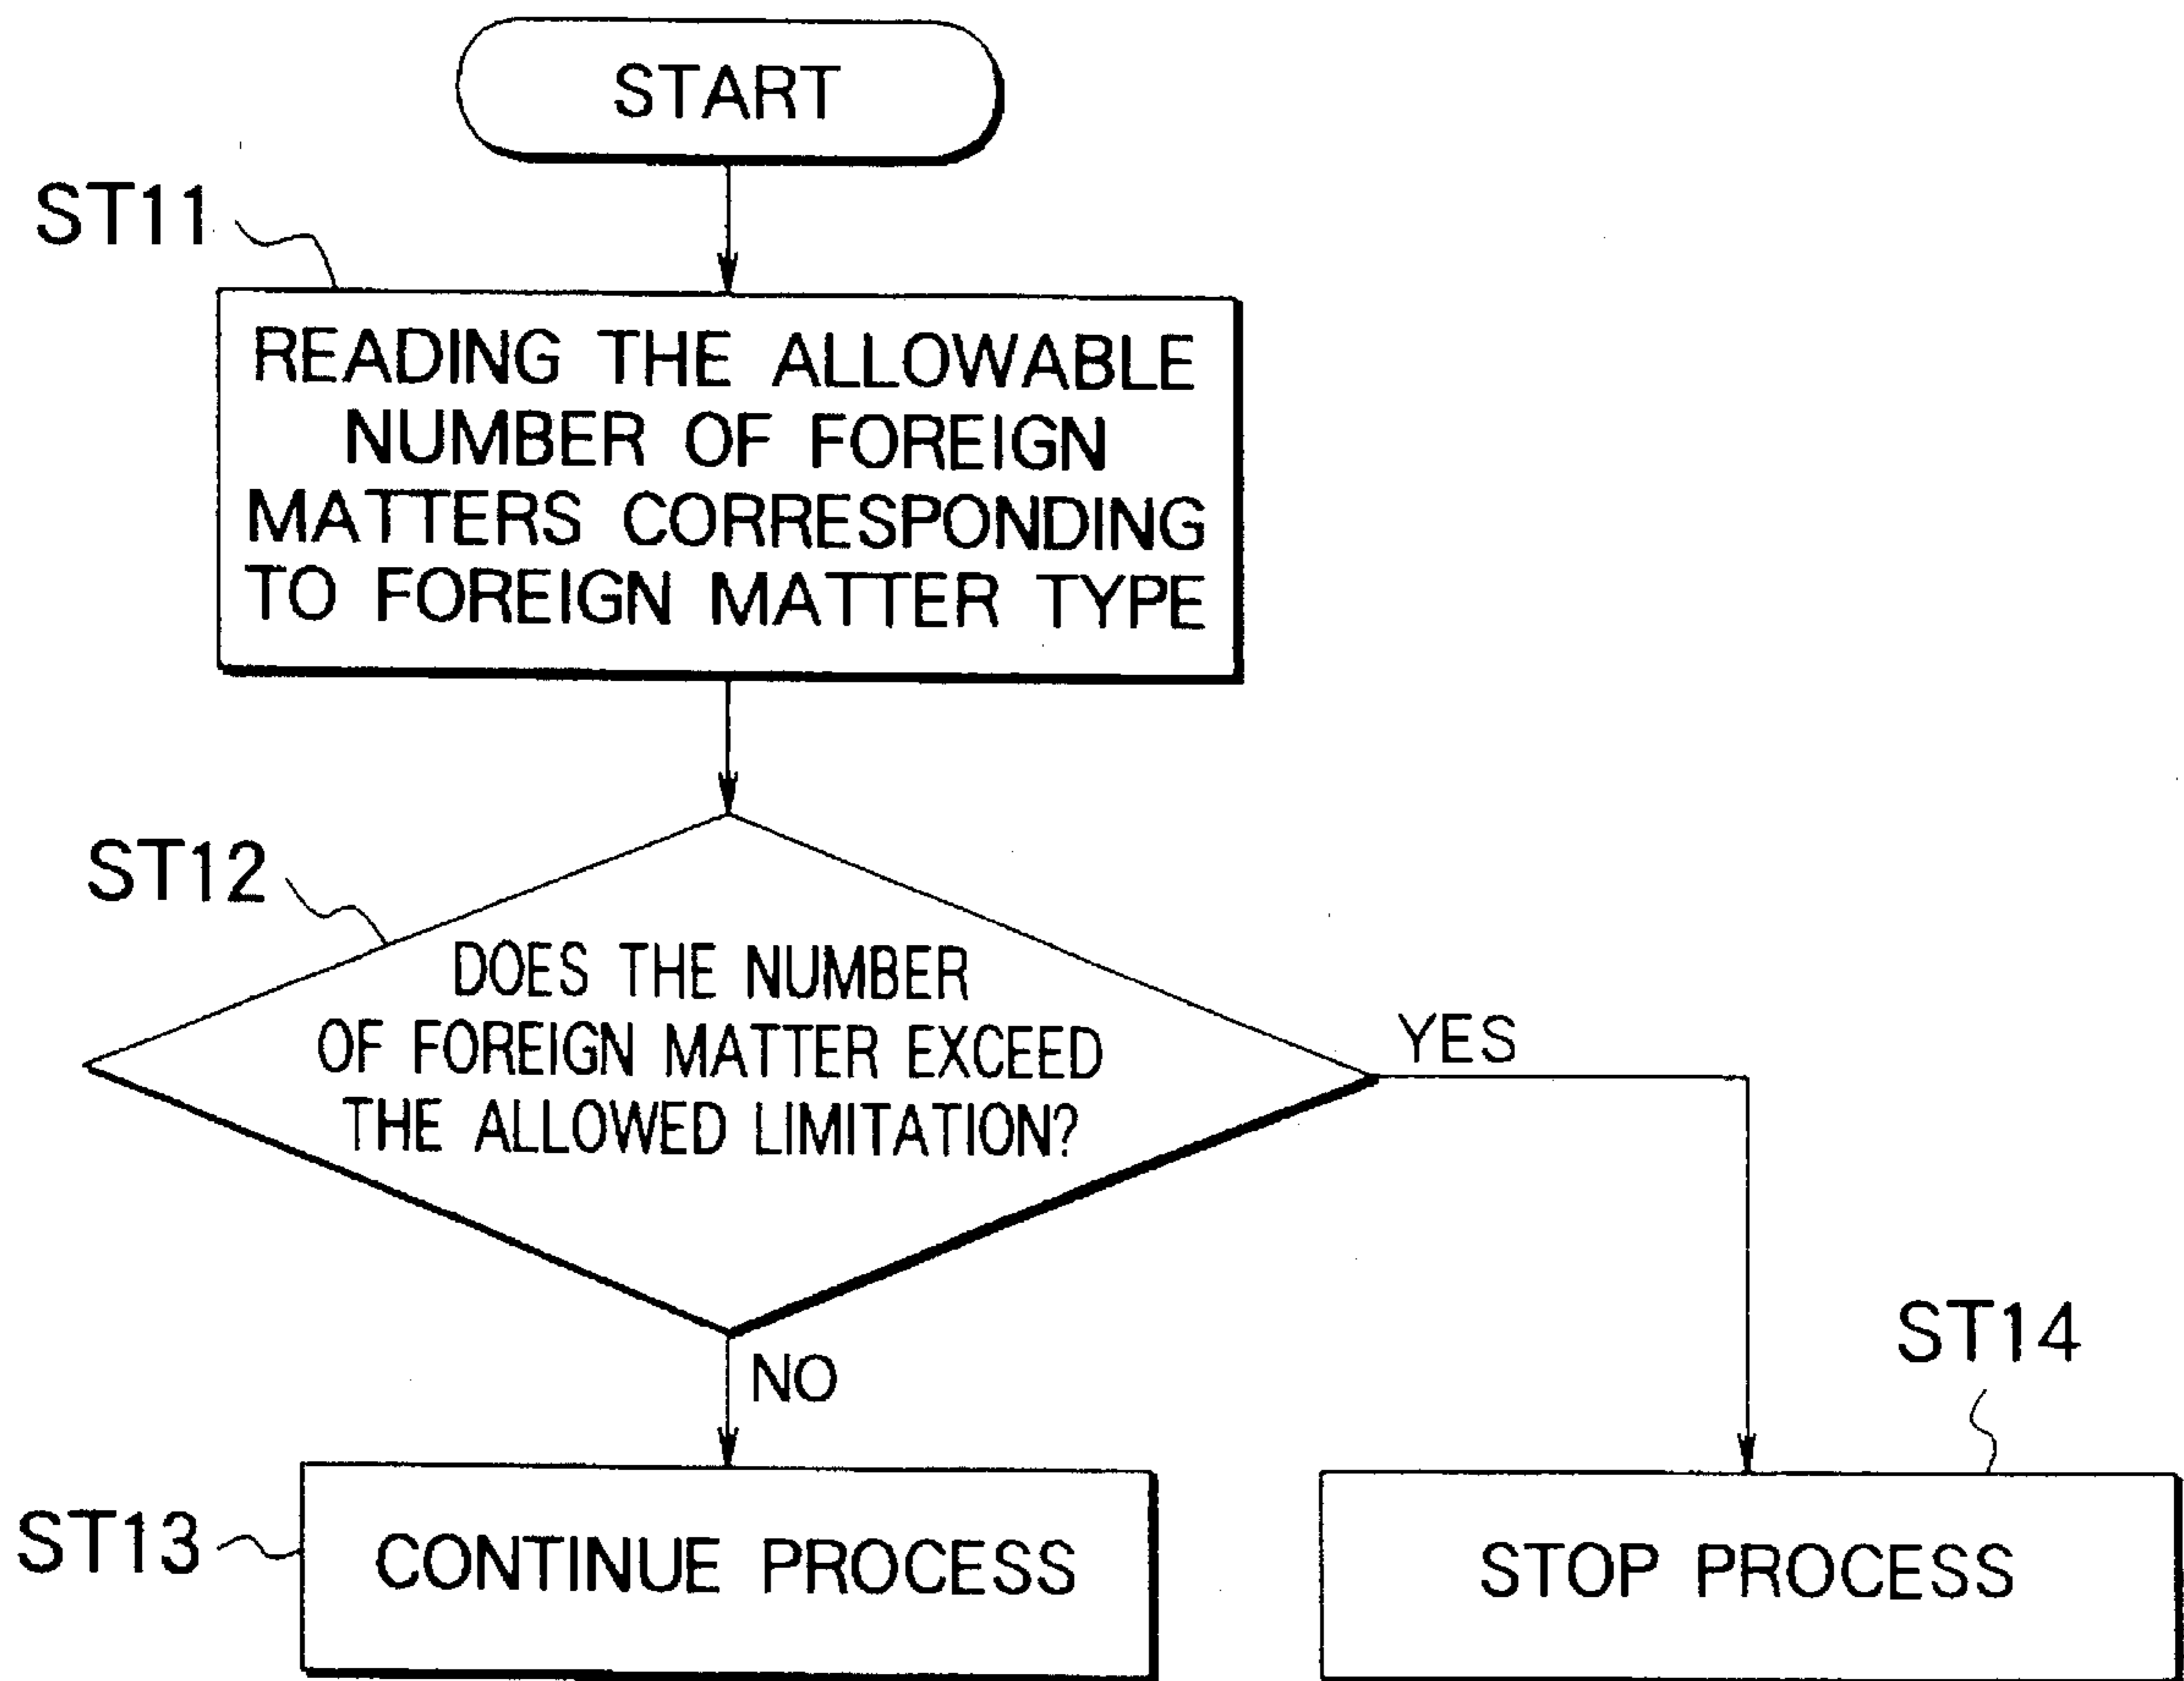 START
ST11
READING THE ALLOWABLE
NUMBER OF FOREIGN
MATTERS CORRESPONDING
TO FOREIGN MATTER TYPE
ST12
DOES THE NUMBER
OF FOREIGN MATTER EXCEED
THE ALLOWED LIMITATION?
YES
NO
ST13
CONTINUE PROCESS
ST14
STOP PROCESS